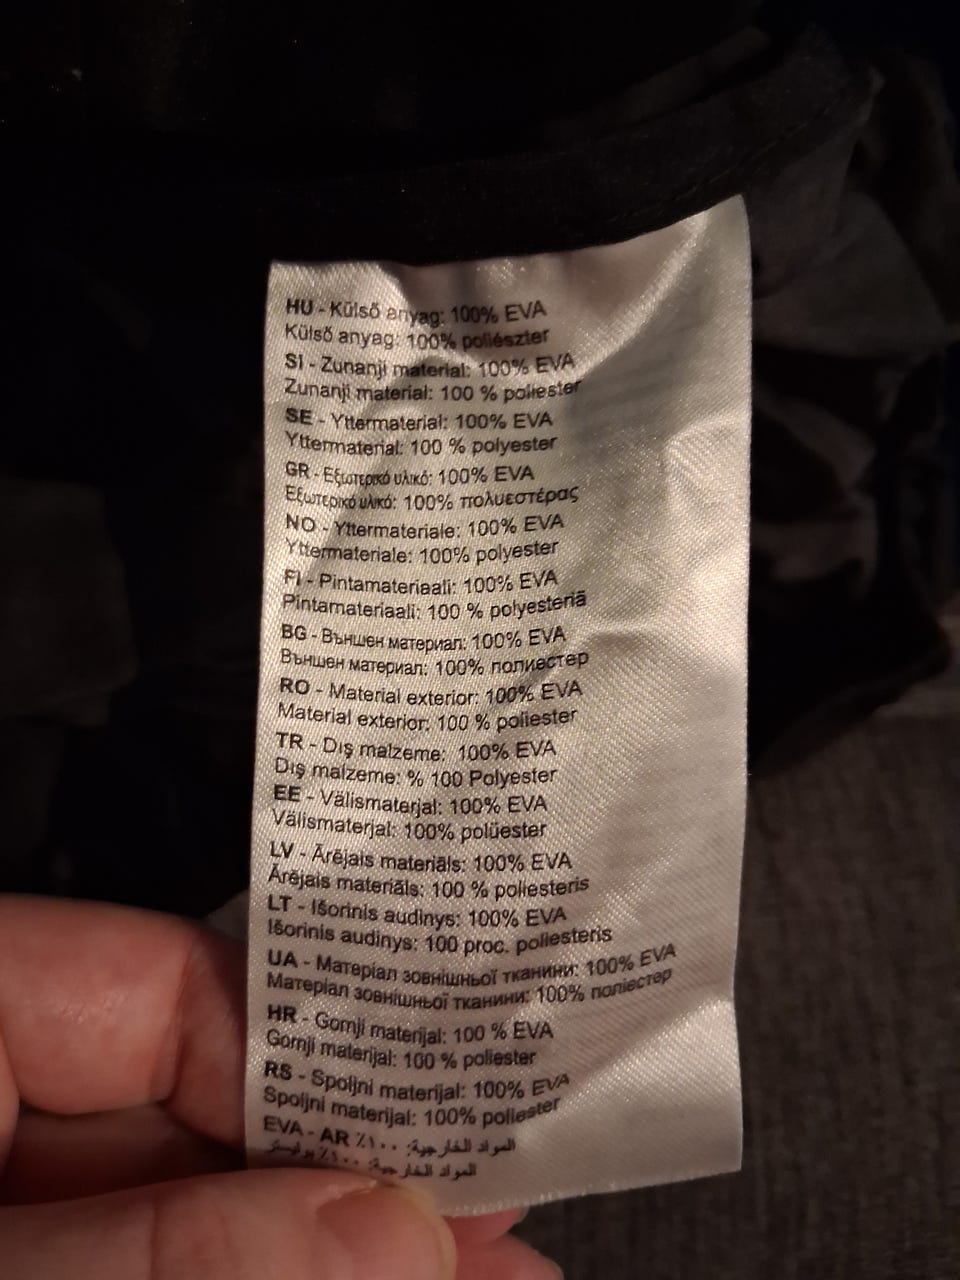 HU - Külső anyag: 100% EVA
Külső anyag: 100% poliészter
SI - Zunanji material: 100% EVA
Zunanji material: 100 % poliester
SE - Yttermaterial: 100% EVA
Yttermaterial: 100 % polyester
GR - Εξωτερικό υλικό: 100% EVA
Εξωτερικό υλικό: 100% πολυεστέρας
NO - Yttermateriale: 100% EVA
Yttermateriale: 100% polyester
FI - Pintamateriaali: 100% EVA
Pintamateriaali: 100 % polyesteriä
BG - Външен материал: 100% EVA
Външен материал: 100% полиестер
RO - Material exterior: 100% EVA
Material exterior: 100 % poliester
TR - Dış malzeme: 100% EVA
Dış malzeme: % 100 Polyester
EE - Välismaterjal: 100% EVA
Välismaterjal: 100% polüester
LV - Ārējais materiāls: 100% EVA
Ārējais materiāls: 100 % poliesteris
LT - Išorinis audinys: 100% EVA
Išorinis audinys: 100 proc. poliesteris
UA - Матеріал зовнішньої тканини: 100% EVA
Матеріал зовнішньої тканини: 100% поліестер
HR - Gornji materijal: 100 % EVA
Gornji materijal: 100 % poliester
RS - Spoljni materijal: 100% EVA
Spoljni materijal: 100% poliester
EVA - AR ٪١٠٠ المواد الخارجية:
المواد الخارجية: ١٠٠٪ بوليستر